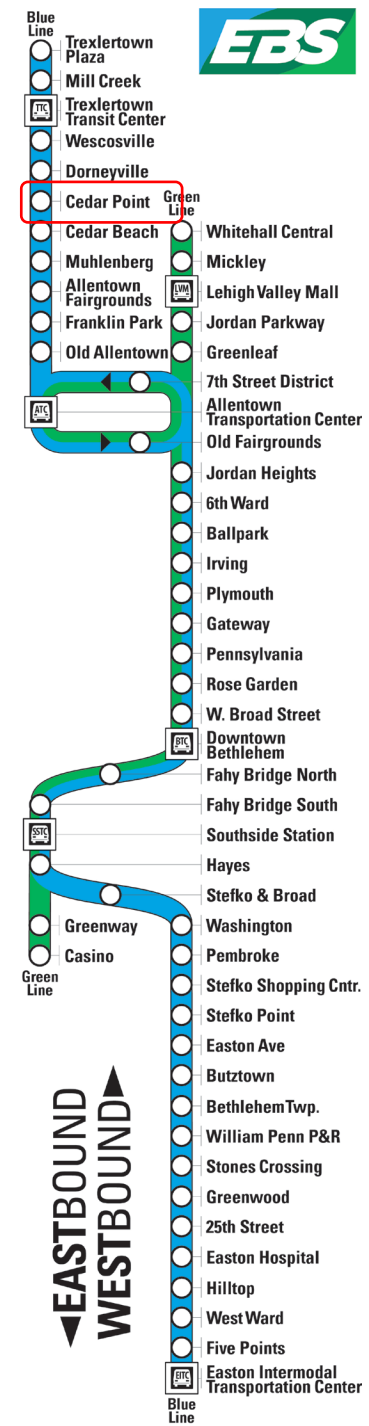 EBS
Blue
Line
Trexlertown
Plaza
Mill Creek
TTC
Trexlertown
Transit Center
Wescosville
Dorneyville
Cedar Point
Green
Line
Cedar Beach
Whitehall Central
Muhlenberg
Mickley
Allentown
Fairgrounds
LVM
Lehigh Valley Mall
Franklin Park
Jordan Parkway
Old Allentown
Greenleaf
7th Street District
ATC
Allentown
Transportation Center
Old Fairgrounds
Jordan Heights
6th Ward
Ballpark
Irving
Plymouth
Gateway
Pennsylvania
Rose Garden
W. Broad Street
BTC
Downtown
Bethlehem
Fahy Bridge North
Fahy Bridge South
SSTC
Southside Station
Hayes
Stefko & Broad
Greenway
Washington
Casino
Pembroke
Green
Line
Stefko Shopping Cntr.
Stefko Point
Easton Ave
Butztown
Bethlehem Twp.
William Penn P&R
Stones Crossing
Greenwood
25th Street
Easton Hospital
Hilltop
West Ward
Five Points
EITC
Easton Intermodal
Transportation Center
Blue
Line
EASTBOUND
WESTBOUND